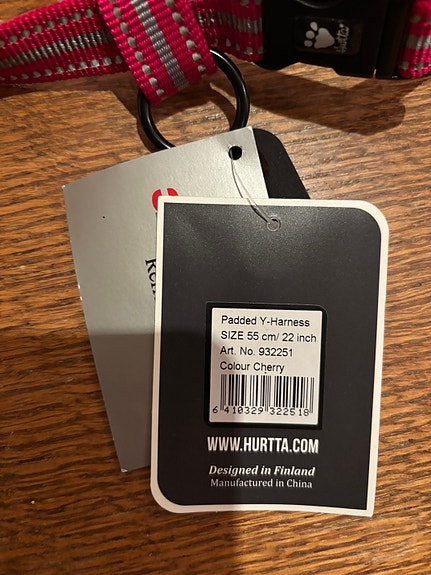 Padded Y-Harness
SIZE 55 cm/ 22 inch
Art. No. 932251
Colour Cherry
6 410329 322518
WWW.HURTTA.COM
Designed in Finland
Manufactured in China